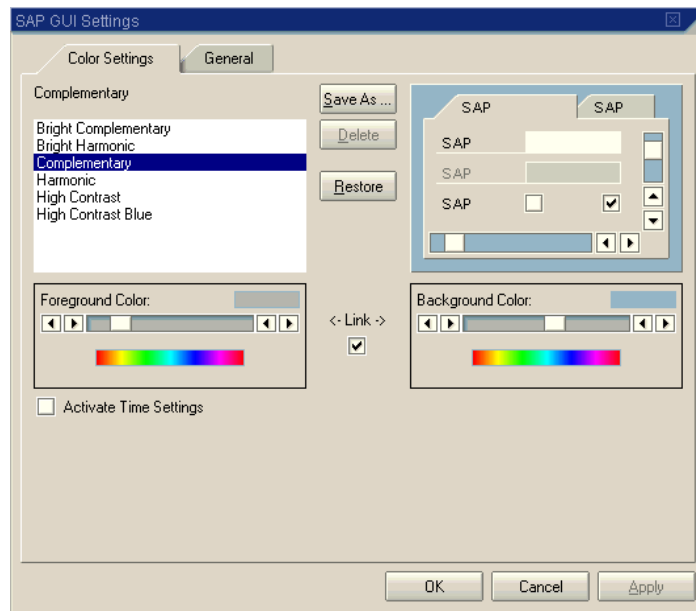 SAP GUI Settings
Color Settings
General
Complementary
Save As ...
Bright Complementary
Bright Harmonic
Complementary
Harmonic
High Contrast
High Contrast Blue
Delete
Restore
SAP
SAP
SAP
SAP
SAP
Foreground Color:
<- Link ->
Background Color:
Activate Time Settings
OK
Cancel
Apply